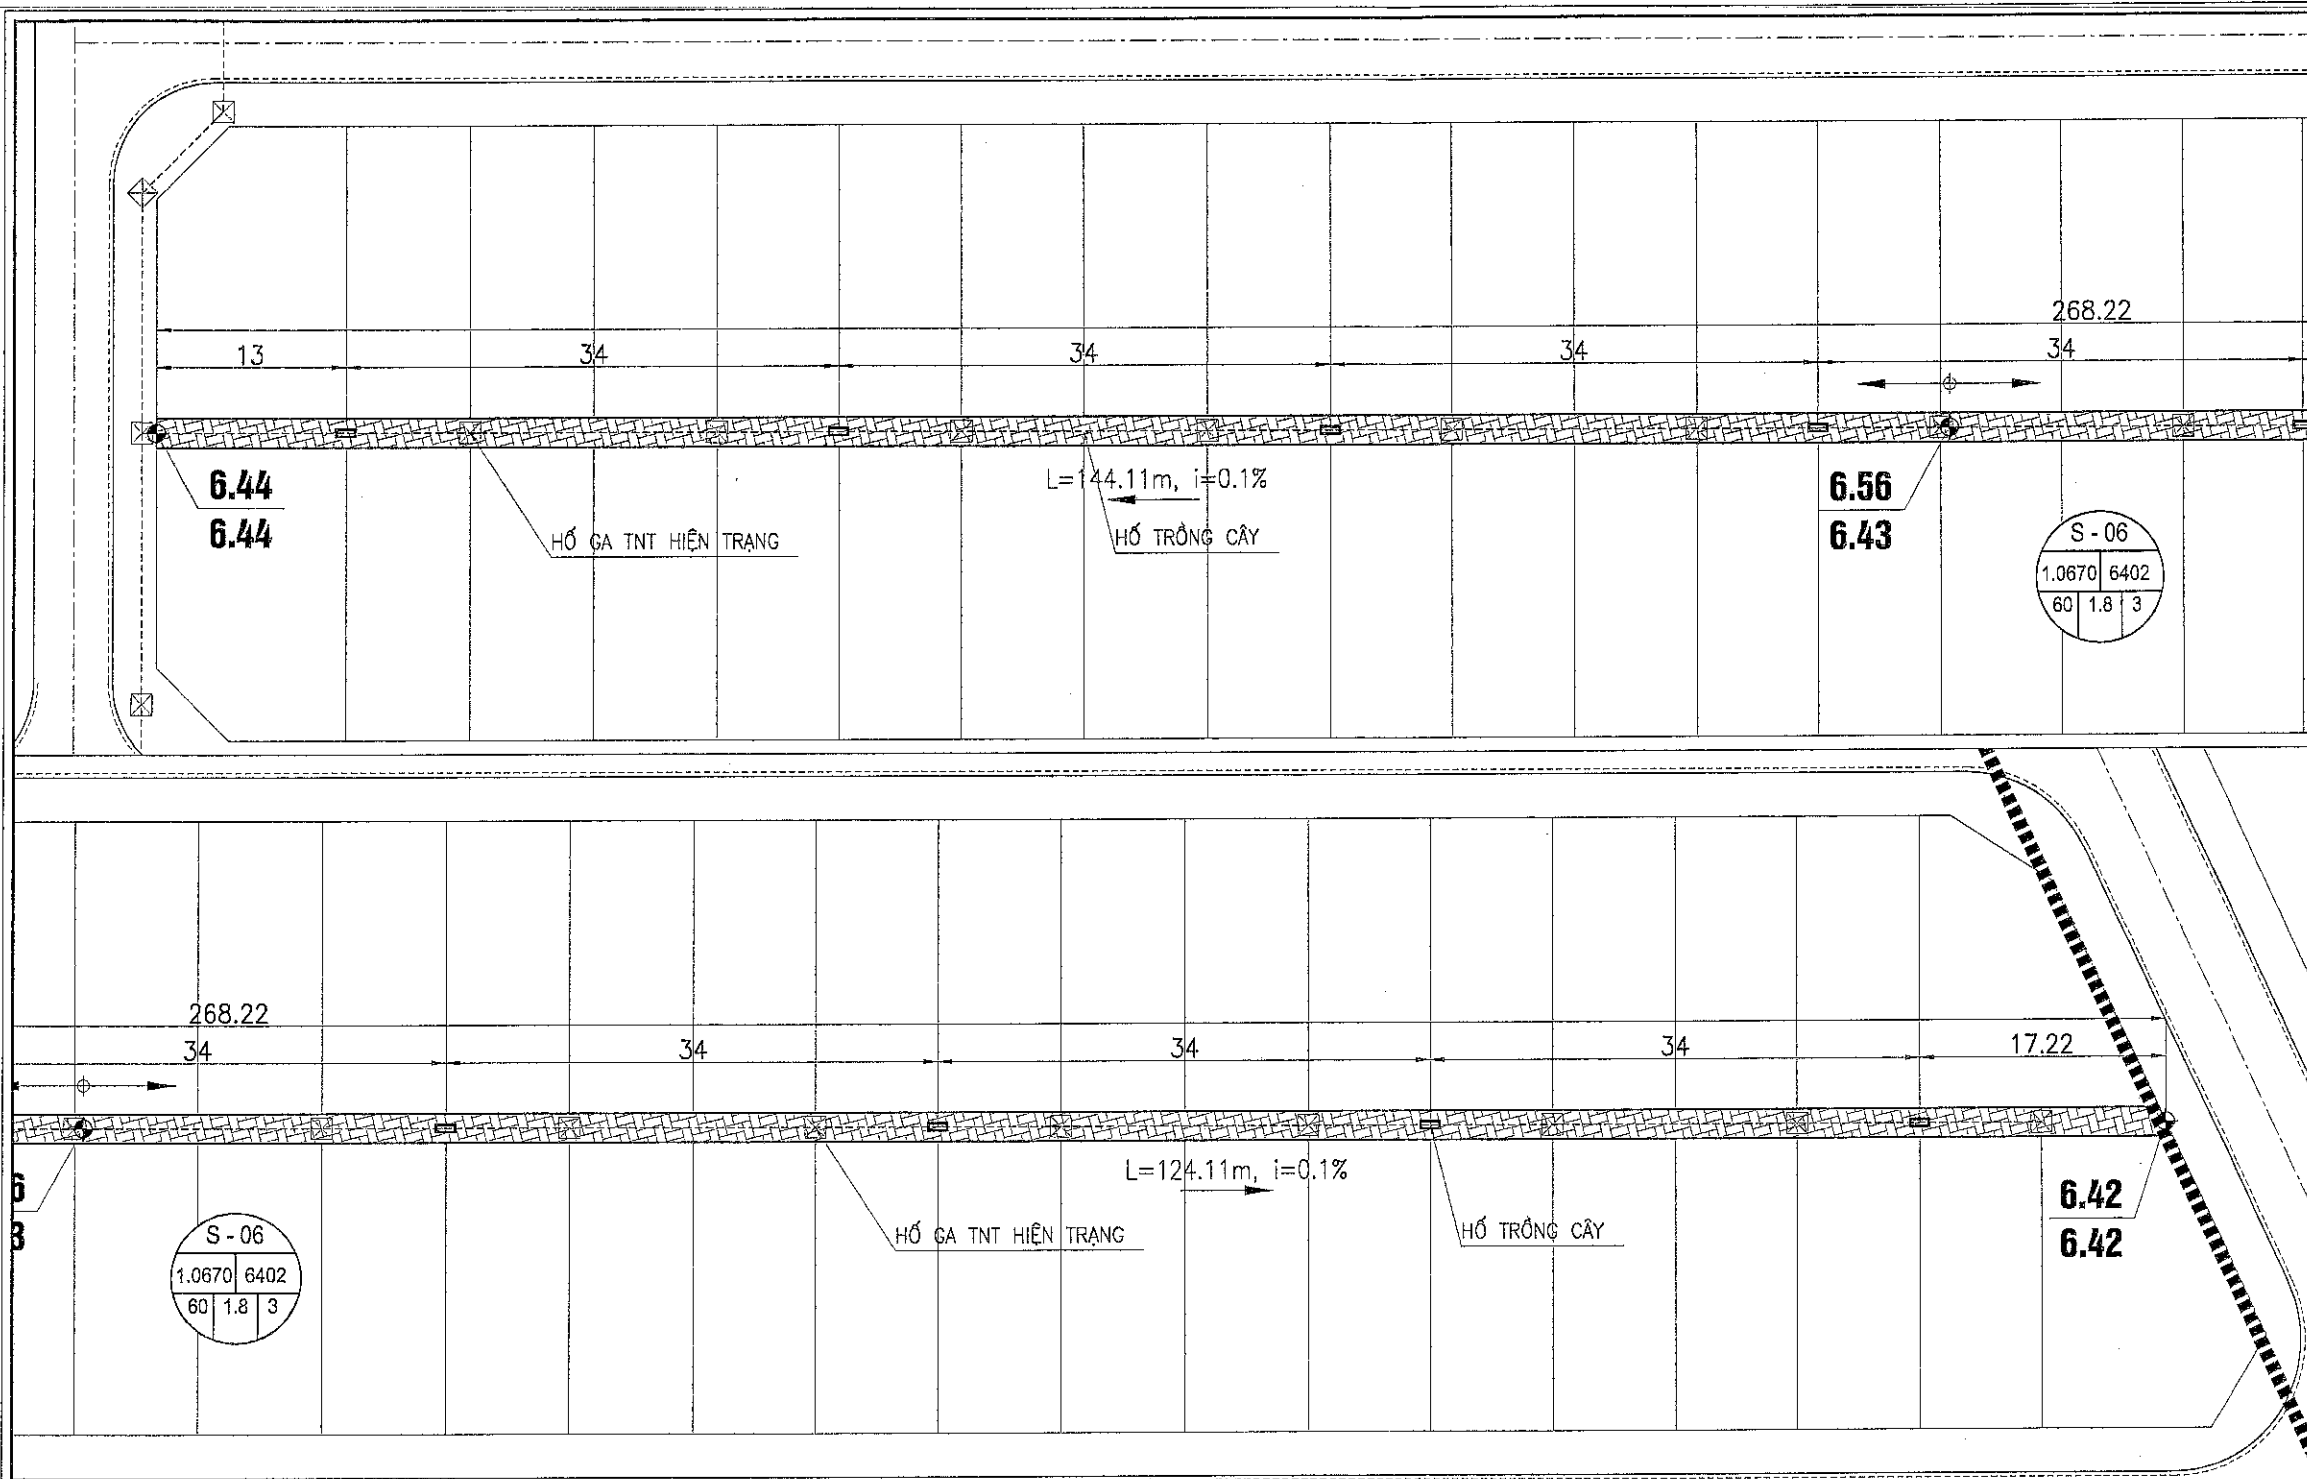 268.22
13
34
34
34
34
6.44
6.44
L=144.11m, i=0.1%
HỐ GA TNT HIỆN TRẠNG
HỐ TRỒNG CÂY
6.56
6.43
S - 06
1.0670 6402
60 1.8 3
268.22
34
34
34
34
17.22
6
3
L=124.11m, i=0.1%
HỐ GA TNT HIỆN TRẠNG
HỐ TRỒNG CÂY
6.42
6.42
S - 06
1.0670 6402
60 1.8 3